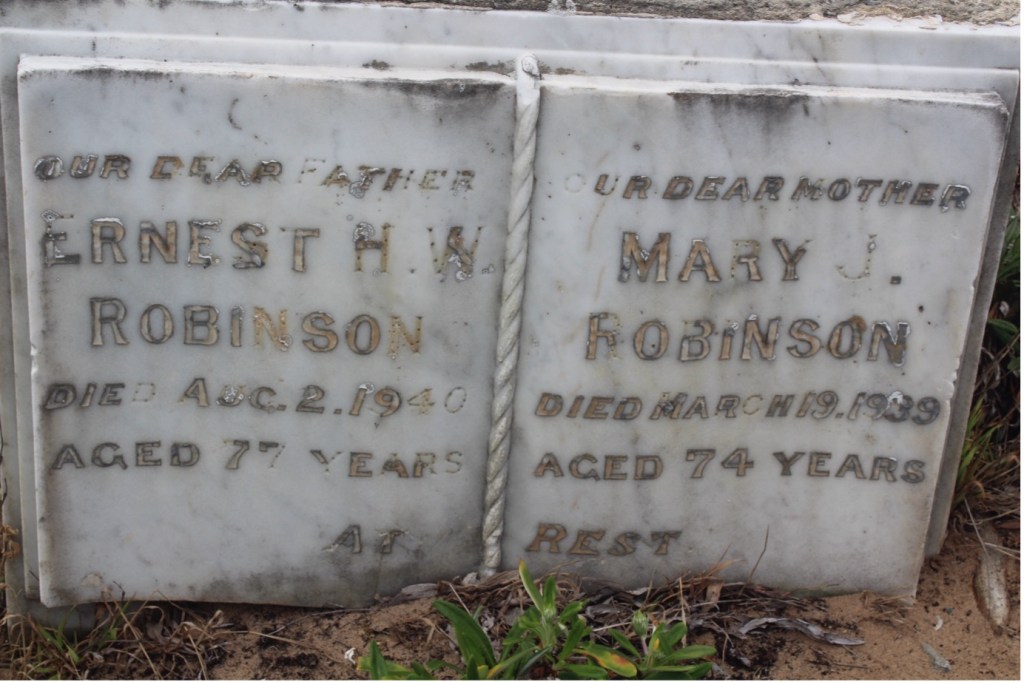 OUR DEAR FATHER
ERNEST H.W.
ROBINSON
DIED AUG. 2. 1940
AGED 77 YEARS
OUR DEAR MOTHER
MARY J.
ROBINSON
DIED MARCH 19. 1939
AGED 74 YEARS
AT REST